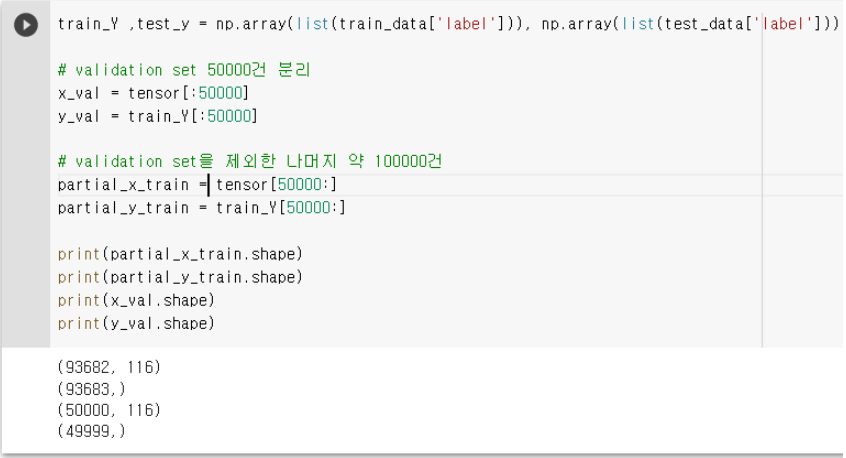 train_Y ,test_y = np.array(list(train_data['label'])), np.array(list(test_data['label']))
# validation set 50000건 분리
x_val = tensor[:50000]
y_val = train_Y[:50000]
# validation set을 제외한 나머지 약 100000건
partial_x_train = tensor[50000:]
partial_y_train = train_Y[50000:]
print(partial_x_train.shape)
print(partial_y_train.shape)
print(x_val.shape)
print(y_val.shape)
(93682, 116)
(93683,)
(50000, 116)
(49999,)